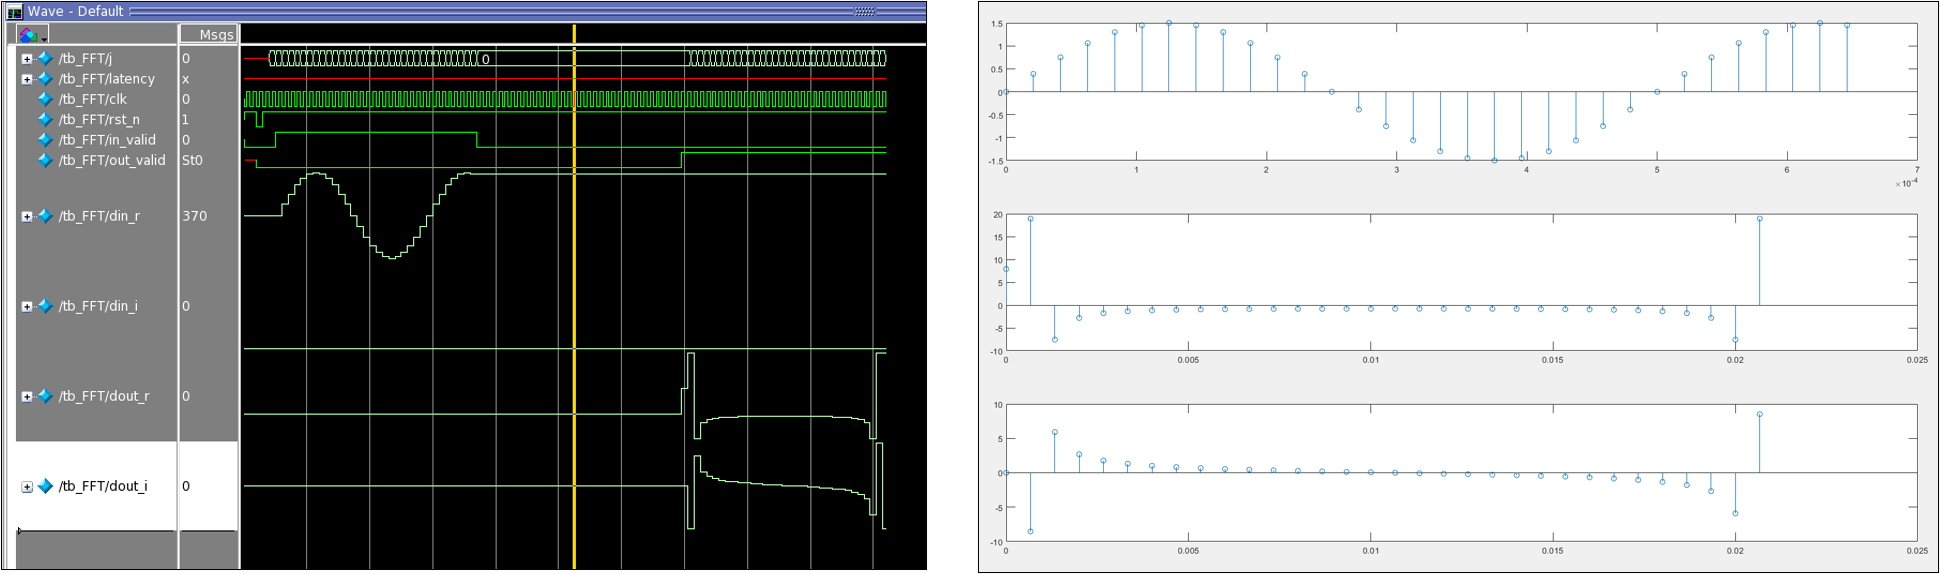 Wave - Default
Msgs
/tb_FFT/j 0 0
/tb_FFT/latency x
/tb_FFT/clk 0
/tb_FFT/rst_n 1
/tb_FFT/in_valid 0
/tb_FFT/out_valid St0
/tb_FFT/din_r 370
/tb_FFT/din_i 0
/tb_FFT/dout_r 0
/tb_FFT/dout_i 0
1.5
1
0.5
0
-0.5
-1
-1.5
0 1 2 3 4 5 6 7
×10-4
20
15
10
5
0
-5
-10
0 0.005 0.01 0.015 0.02 0.025
10
5
0
-5
-10
0 0.005 0.01 0.015 0.02 0.025